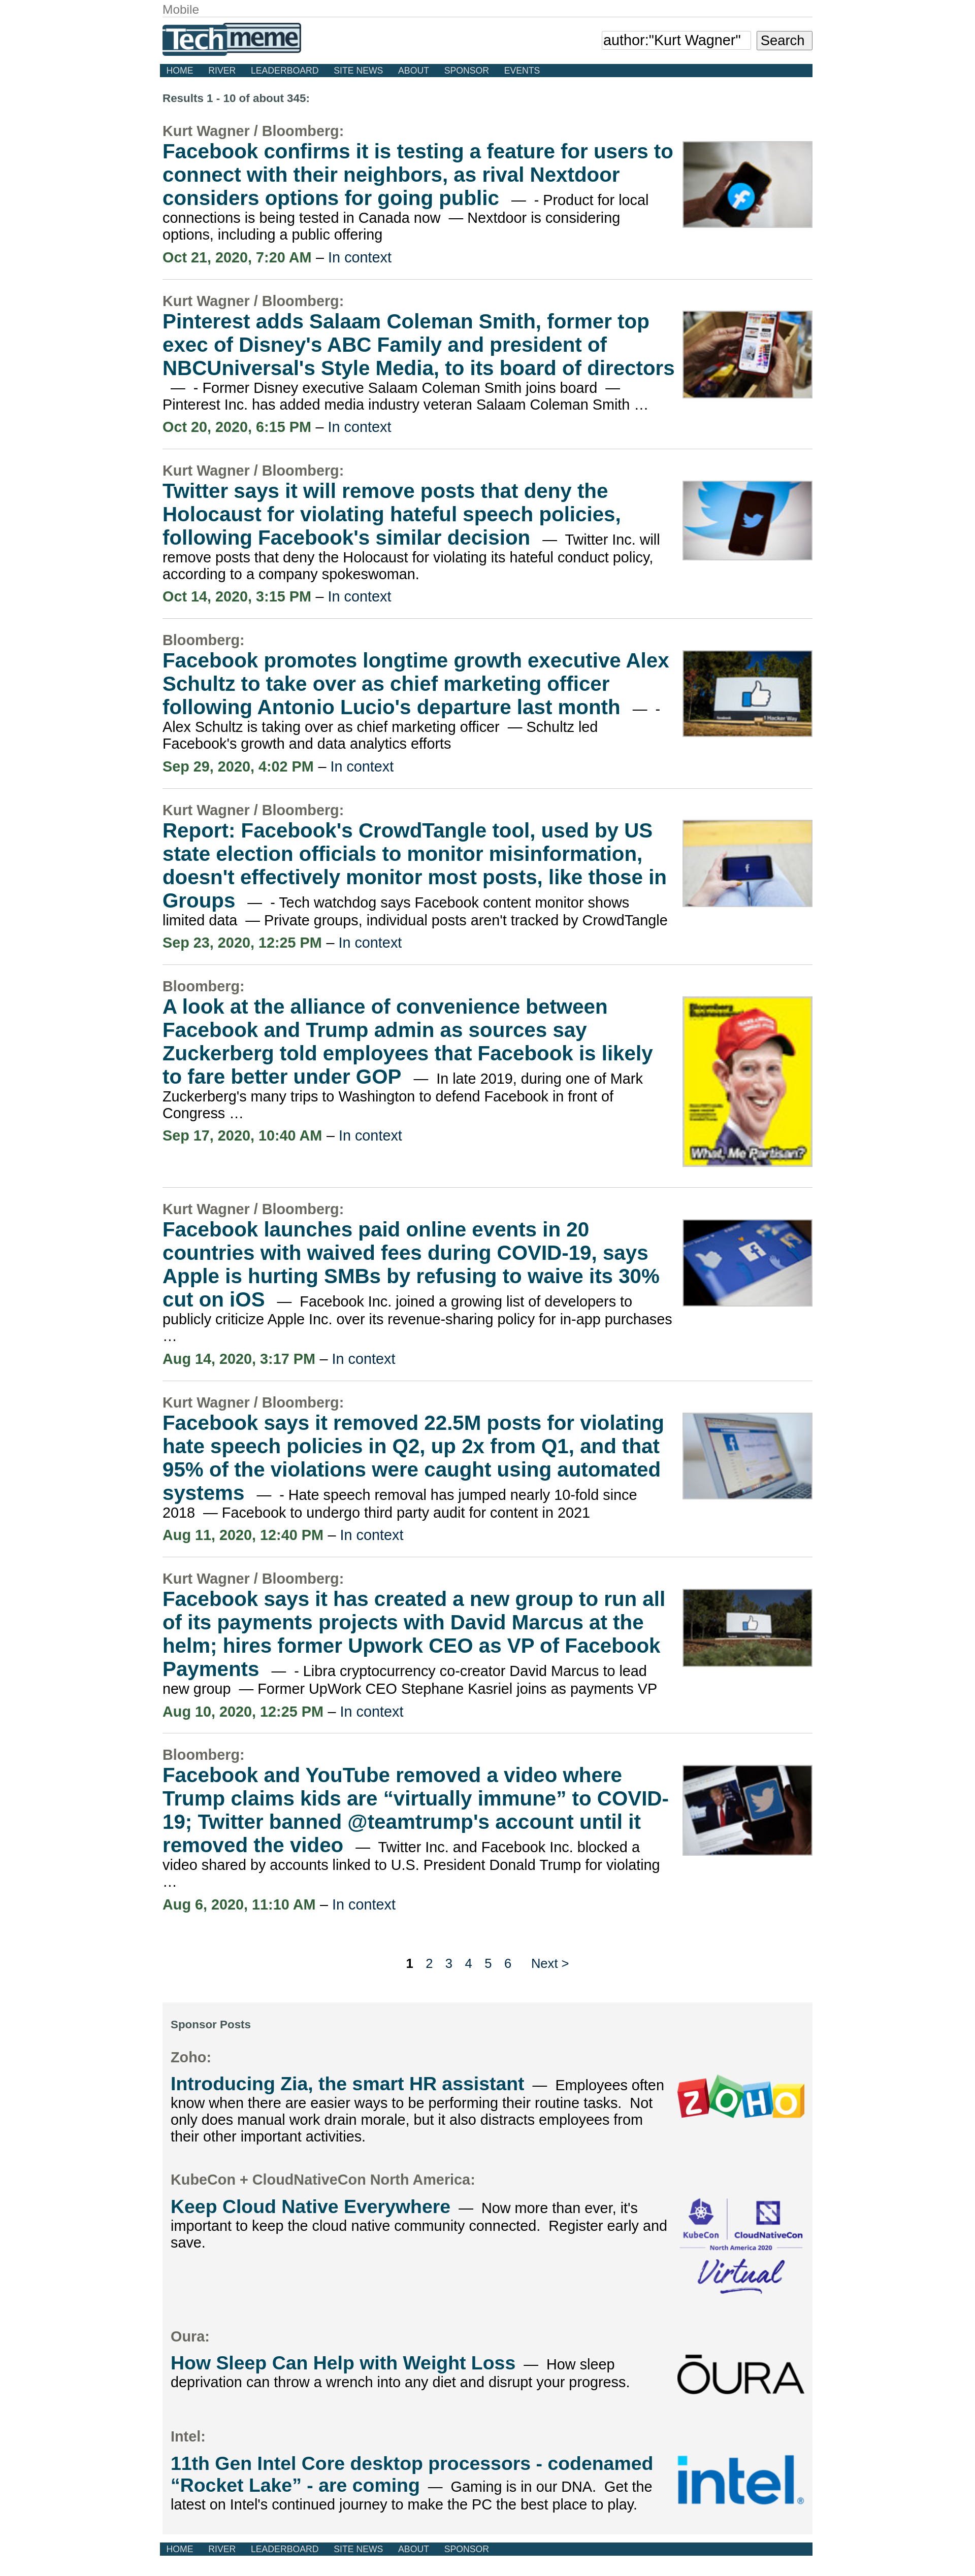 Mobile
Techmeme
author:"Kurt Wagner"
Search
HOME RIVER LEADERBOARD SITE NEWS ABOUT SPONSOR EVENTS
Results 1 - 10 of about 345:
Kurt Wagner / Bloomberg:
Facebook confirms it is testing a feature for users to
connect with their neighbors, as rival Nextdoor
considers options for going public — - Product for local
connections is being tested in Canada now — Nextdoor is considering
options, including a public offering
Oct 21, 2020, 7:20 AM – In context
Kurt Wagner / Bloomberg:
Pinterest adds Salaam Coleman Smith, former top
exec of Disney's ABC Family and president of
NBCUniversal's Style Media, to its board of directors
— - Former Disney executive Salaam Coleman Smith joins board —
Pinterest Inc. has added media industry veteran Salaam Coleman Smith …
Oct 20, 2020, 6:15 PM – In context
Kurt Wagner / Bloomberg:
Twitter says it will remove posts that deny the
Holocaust for violating hateful speech policies,
following Facebook's similar decision — Twitter Inc. will
remove posts that deny the Holocaust for violating its hateful conduct policy,
according to a company spokeswoman.
Oct 14, 2020, 3:15 PM – In context
Bloomberg:
Facebook promotes longtime growth executive Alex
Schultz to take over as chief marketing officer
following Antonio Lucio's departure last month — -
Alex Schultz is taking over as chief marketing officer — Schultz led
Facebook's growth and data analytics efforts
Sep 29, 2020, 4:02 PM – In context
Hacker Way
Kurt Wagner / Bloomberg:
Report: Facebook's CrowdTangle tool, used by US
state election officials to monitor misinformation,
doesn't effectively monitor most posts, like those in
Groups — - Tech watchdog says Facebook content monitor shows
limited data — Private groups, individual posts aren't tracked by CrowdTangle
Sep 23, 2020, 12:25 PM – In context
Bloomberg:
A look at the alliance of convenience between
Facebook and Trump admin as sources say
Zuckerberg told employees that Facebook is likely
to fare better under GOP — In late 2019, during one of Mark
Zuckerberg's many trips to Washington to defend Facebook in front of
Congress …
Sep 17, 2020, 10:40 AM – In context
Bloomberg
Businessweek
What, Me Partisan?
Kurt Wagner / Bloomberg:
Facebook launches paid online events in 20
countries with waived fees during COVID-19, says
Apple is hurting SMBs by refusing to waive its 30%
cut on iOS — Facebook Inc. joined a growing list of developers to
publicly criticize Apple Inc. over its revenue-sharing policy for in-app purchases
…
Aug 14, 2020, 3:17 PM – In context
Kurt Wagner / Bloomberg:
Facebook says it removed 22.5M posts for violating
hate speech policies in Q2, up 2x from Q1, and that
95% of the violations were caught using automated
systems — - Hate speech removal has jumped nearly 10-fold since
2018 — Facebook to undergo third party audit for content in 2021
Aug 11, 2020, 12:40 PM – In context
Kurt Wagner / Bloomberg:
Facebook says it has created a new group to run all
of its payments projects with David Marcus at the
helm; hires former Upwork CEO as VP of Facebook
Payments — - Libra cryptocurrency co-creator David Marcus to lead
new group — Former UpWork CEO Stephane Kasriel joins as payments VP
Aug 10, 2020, 12:25 PM – In context
Bloomberg:
Facebook and YouTube removed a video where
Trump claims kids are “virtually immune” to COVID-
19; Twitter banned @teamtrump's account until it
removed the video — Twitter Inc. and Facebook Inc. blocked a
video shared by accounts linked to U.S. President Donald Trump for violating
…
Aug 6, 2020, 11:10 AM – In context
1 2 3 4 5 6 Next >
Sponsor Posts
Zoho:
Introducing Zia, the smart HR assistant — Employees often
know when there are easier ways to be performing their routine tasks. Not
only does manual work drain morale, but it also distracts employees from
their other important activities.
ZOHO
KubeCon + CloudNativeCon North America:
Keep Cloud Native Everywhere — Now more than ever, it's
important to keep the cloud native community connected. Register early and
save.
KubeCon CloudNativeCon
North America 2020
Virtual
Oura:
How Sleep Can Help with Weight Loss — How sleep
deprivation can throw a wrench into any diet and disrupt your progress.
ŌURA
Intel:
11th Gen Intel Core desktop processors - codenamed
“Rocket Lake” - are coming — Gaming is in our DNA. Get the
latest on Intel's continued journey to make the PC the best place to play.
intel®
HOME RIVER LEADERBOARD SITE NEWS ABOUT SPONSOR